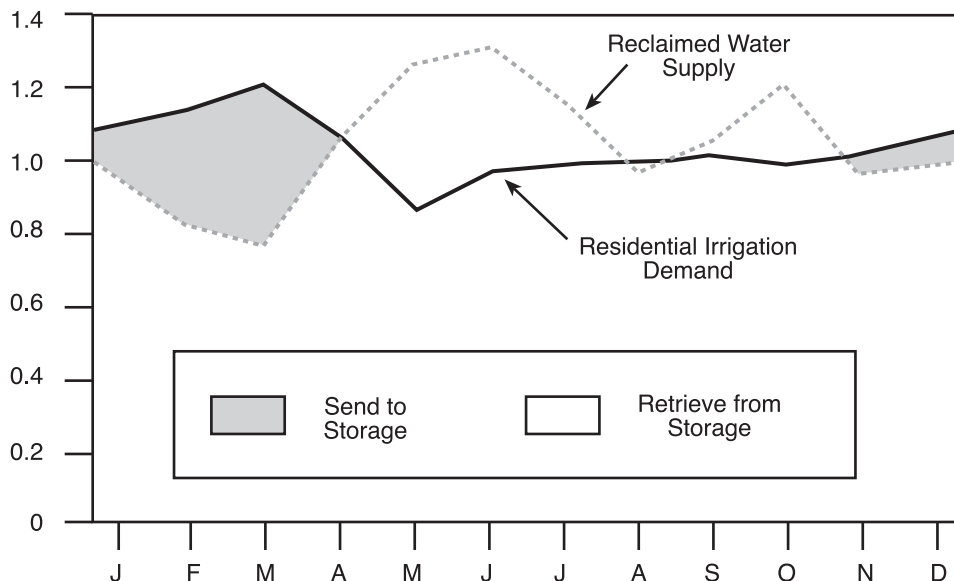 1.4
1.2
1.0
0.8
0.6
0.4
0.2
0
Reclaimed Water
Supply
Residential Irrigation
Demand
Send to
Storage
Retrieve from
Storage
J F M A M J J A S O N D